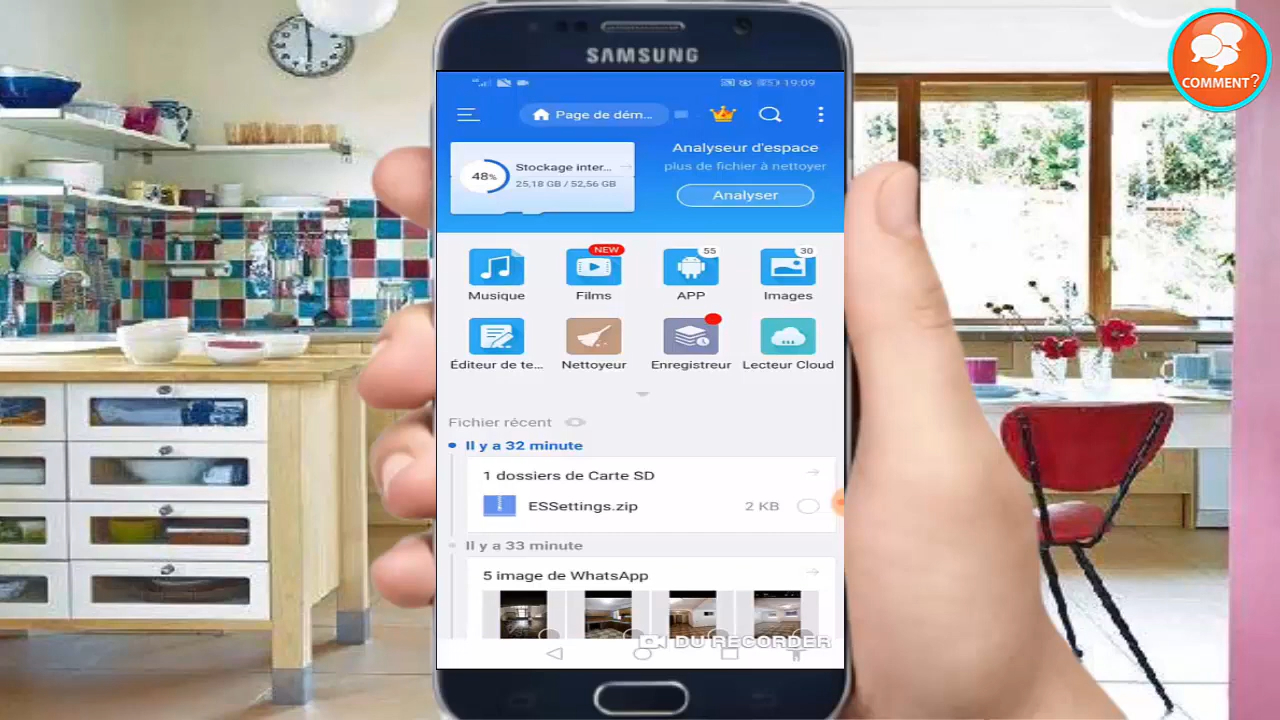 COMMENT?
SAMSUNG
19:09
Page de dém...
Analyseur d'espace
plus de fichier à nettoyer
Analyser
48%
Stockage inter...
25,18 GB / 52,56 GB
Musique
NEW
Films
55
APP
30
Images
Éditeur de te...
Nettoyeur
Enregistreur
Lecteur Cloud
Fichier récent
Il y a 32 minute
1 dossiers de Carte SD
ESSettings.zip 2 KB
Il y a 33 minute
5 image de WhatsApp
DU RECORDER